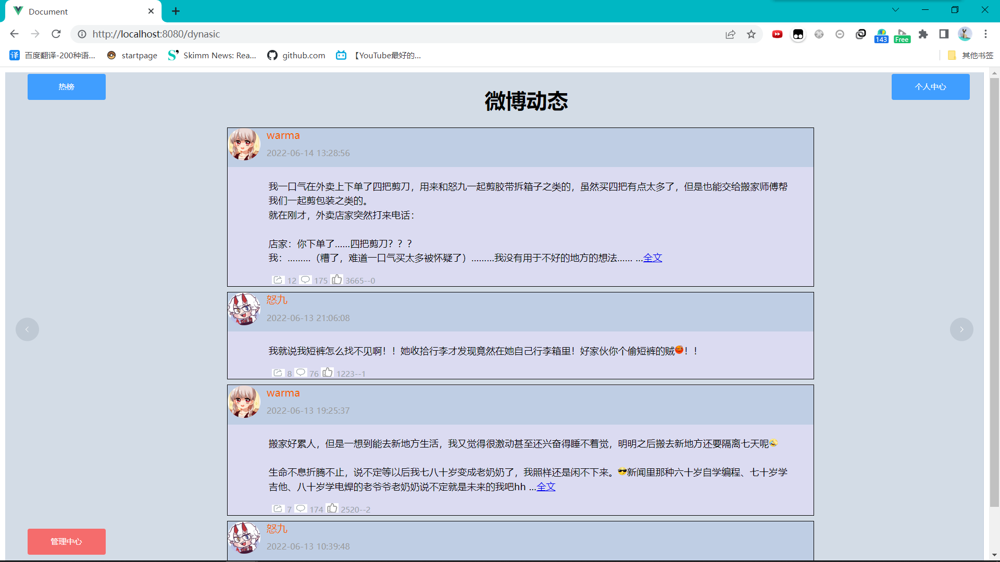 Document
http://localhost:8080/dynasic
143
Free
译 百度翻译-200种语...
startpage
Skimm News: Rea...
github.com
【YouTube最好的...
其他书签
热榜
个人中心
微博动态
warma
2022-06-14 13:28:56
我一口气在外卖上下单了四把剪刀，用来和怒九一起剪胶带拆箱子之类的，虽然买四把有点太多了，但是也能交给搬家师傅帮
我们一起剪包装之类的。
就在刚才，外卖店家突然打来电话：
店家：你下单了……四把剪刀？？？
我：………（糟了，难道一口气买太多被怀疑了）………我没有用于不好的地方的想法…… ...全文
12 175 3665--0
怒九
2022-06-13 21:06:08
我就说我短裤怎么找不见啊！！她收拾行李才发现竟然在她自己行李箱里！好家伙你个偷短裤的贼😡！！
8 76 1223--1
warma
2022-06-13 19:25:37
搬家好累人，但是一想到能去新地方生活，我又觉得很激动甚至还兴奋得睡不着觉，明明之后搬去新地方还要隔离七天呢🤣
生命不息折腾不止，说不定等以后我七八十岁变成老奶奶了，我照样还是闲不下来。😎新闻里那种六十岁自学编程、七十岁学
吉他、八十岁学电焊的老爷爷老奶奶说不定就是未来的我吧hh ...全文
7 174 2520--2
怒九
2022-06-13 10:39:48
管理中心